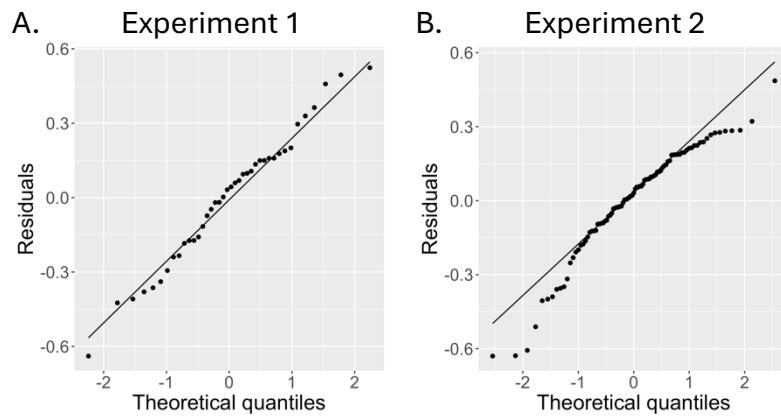 A. Experiment 1
B. Experiment 2
Residuals
0.6
0.3
0.0
-0.3
-0.6
-2 -1 0 1 2
Theoretical quantiles
Residuals
0.6
0.3
0.0
-0.3
-0.6
-2 -1 0 1 2
Theoretical quantiles